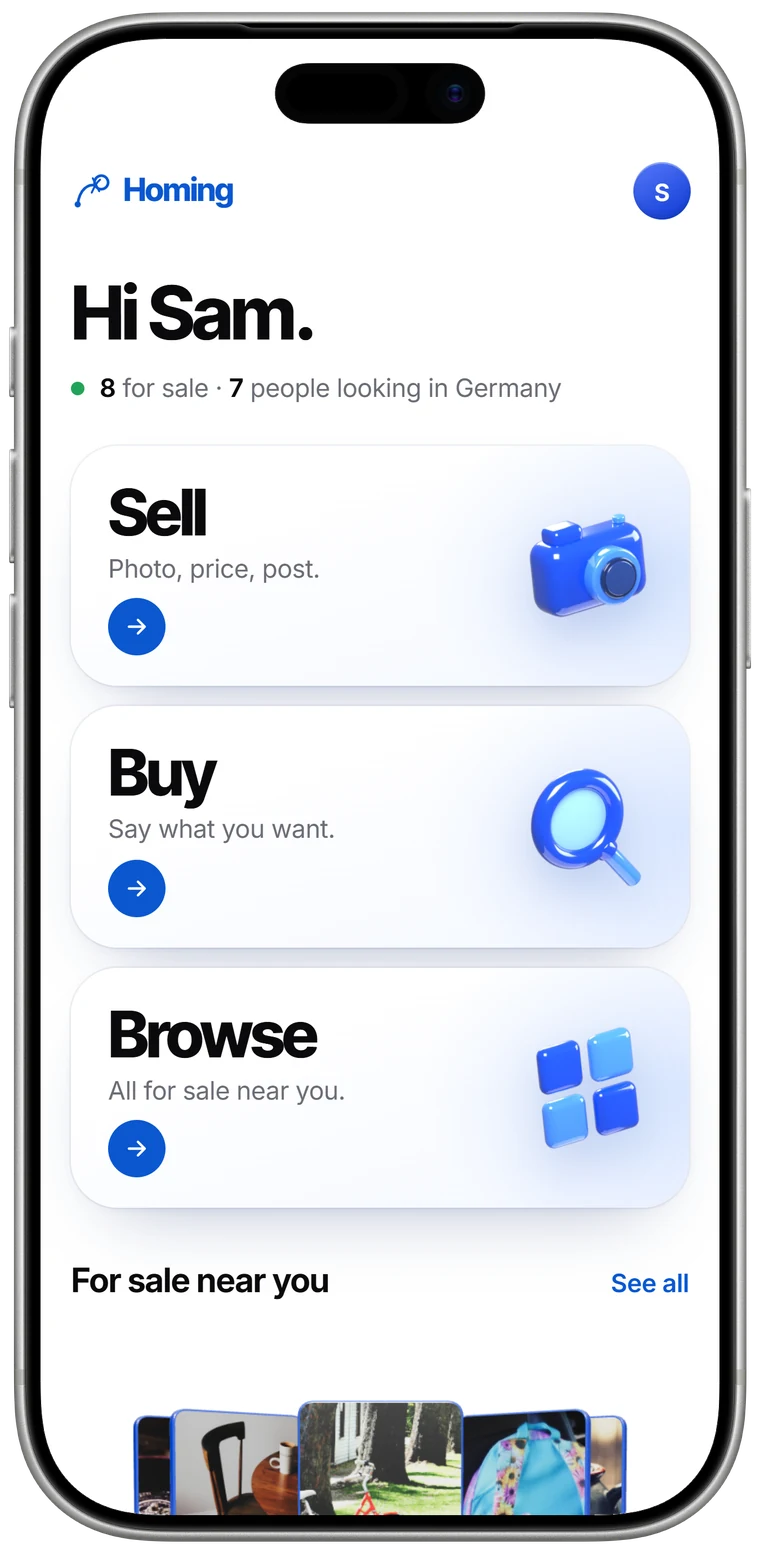 Homing
S
Hi Sam.
8 for sale · 7 people looking in Germany
Sell
Photo, price, post.
Buy
Say what you want.
Browse
All for sale near you.
For sale near you
See all